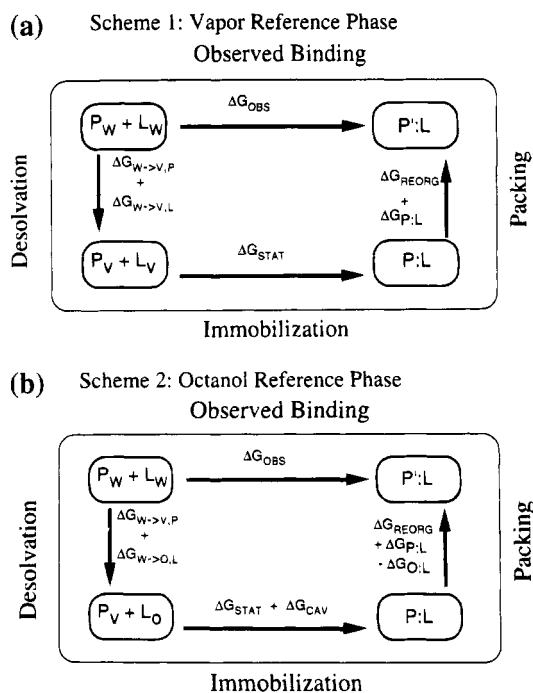 (a) Scheme 1: Vapor Reference Phase
Observed Binding
Desolvation
P_W + L_W
ΔG_OBS
P':L
ΔG_W->V,P
+
ΔG_W->V,L
ΔG_REORG
+
ΔG_P:L
Packing
P_V + L_V
ΔG_STAT
P:L
Immobilization
(b) Scheme 2: Octanol Reference Phase
Observed Binding
Desolvation
P_W + L_W
ΔG_OBS
P':L
ΔG_W->V,P
+
ΔG_W->O,L
ΔG_REORG
+ ΔG_P:L
- ΔG_O:L
Packing
P_V + L_O
ΔG_STAT + ΔG_CAV
P:L
Immobilization